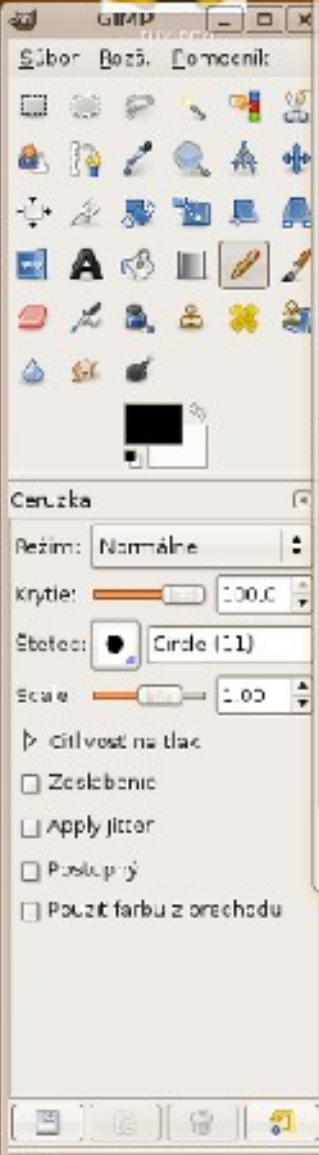 GIMP
Súbor Rozš. Pomocník
Ceruzka
Režim: Normálne
Krytie: 100,0
Štetec: Circle (11)
Scale: 1.00
Citlivosť na tlak
Zoslabenie
Apply Jitter
Postupný
Použiť farbu z prechodu